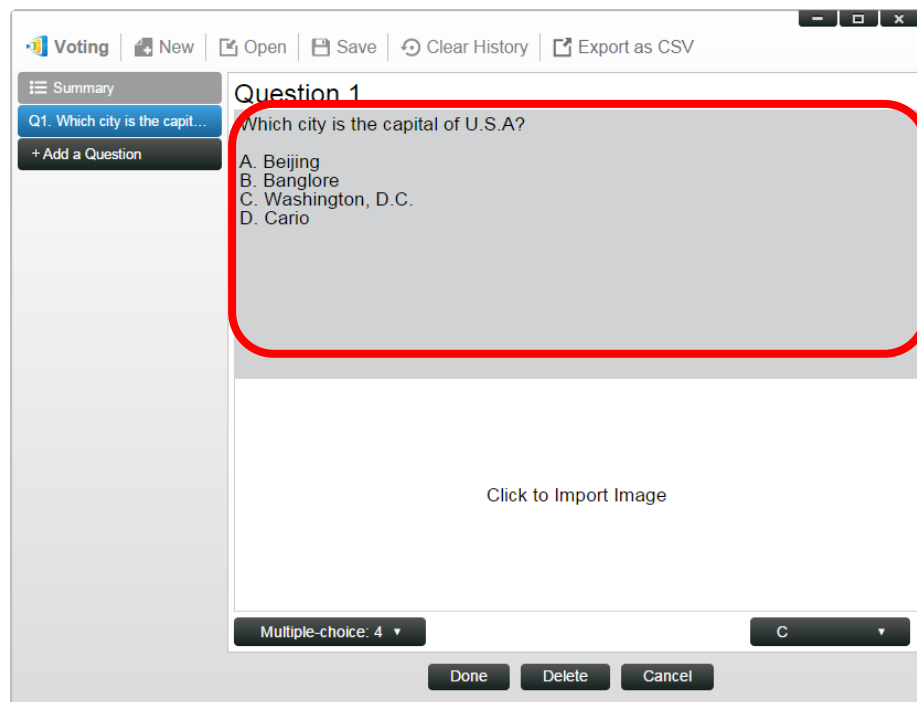 Voting New Open Save Clear History Export as CSV
Summary
Q1. Which city is the capit...
+ Add a Question
Question 1
Which city is the capital of U.S.A?
A. Beijing
B. Banglore
C. Washington, D.C.
D. Cario
Click to Import Image
Multiple-choice: 4 C
Done Delete Cancel